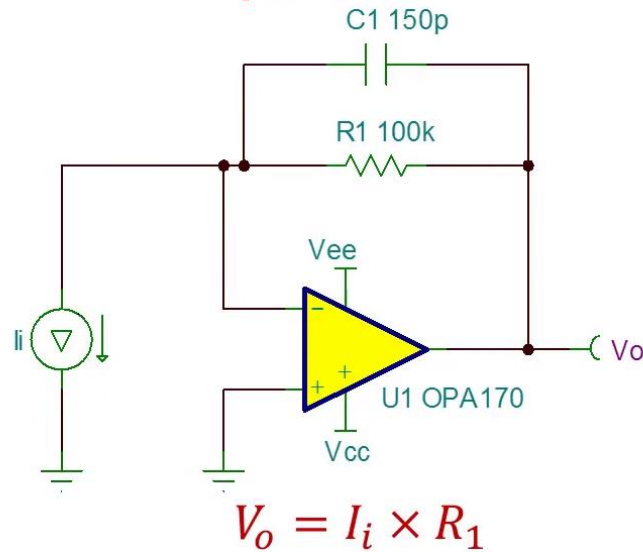 C1 150p
R1 100k
Vee
Ii
−
+
+
Vo
U1 OPA170
Vcc
Vo = Ii × R1